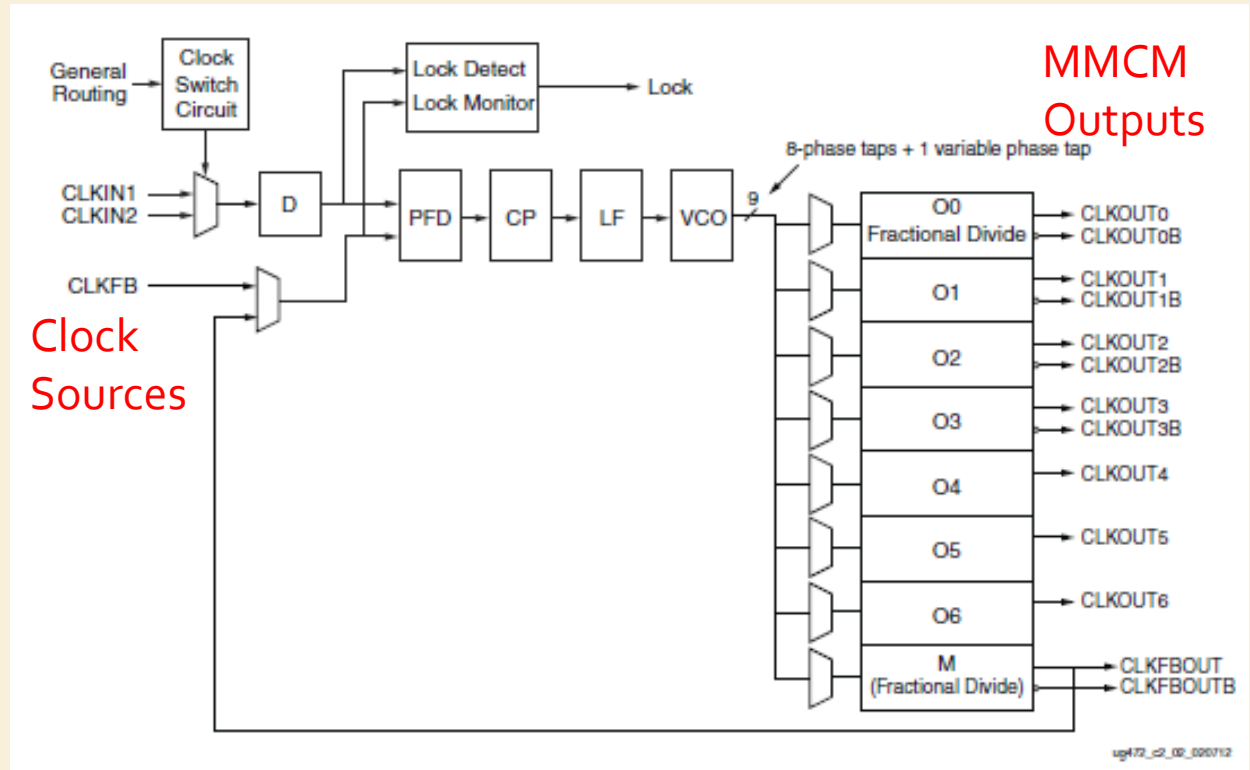 MMCM
Outputs
General
Routing
Clock
Switch
Circuit
Lock Detect
Lock Monitor
Lock
8-phase taps + 1 variable phase tap
CLKIN1
CLKIN2
D
PFD
CP
LF
VCO
9
O0
Fractional Divide
CLKOUT0
CLKOUT0B
CLKFB
O1
CLKOUT1
CLKOUT1B
Clock
Sources
O2
CLKOUT2
CLKOUT2B
O3
CLKOUT3
CLKOUT3B
O4
CLKOUT4
O5
CLKOUT5
O6
CLKOUT6
M
(Fractional Divide)
CLKFBOUT
CLKFBOUTB
ug472_c2_02_020712